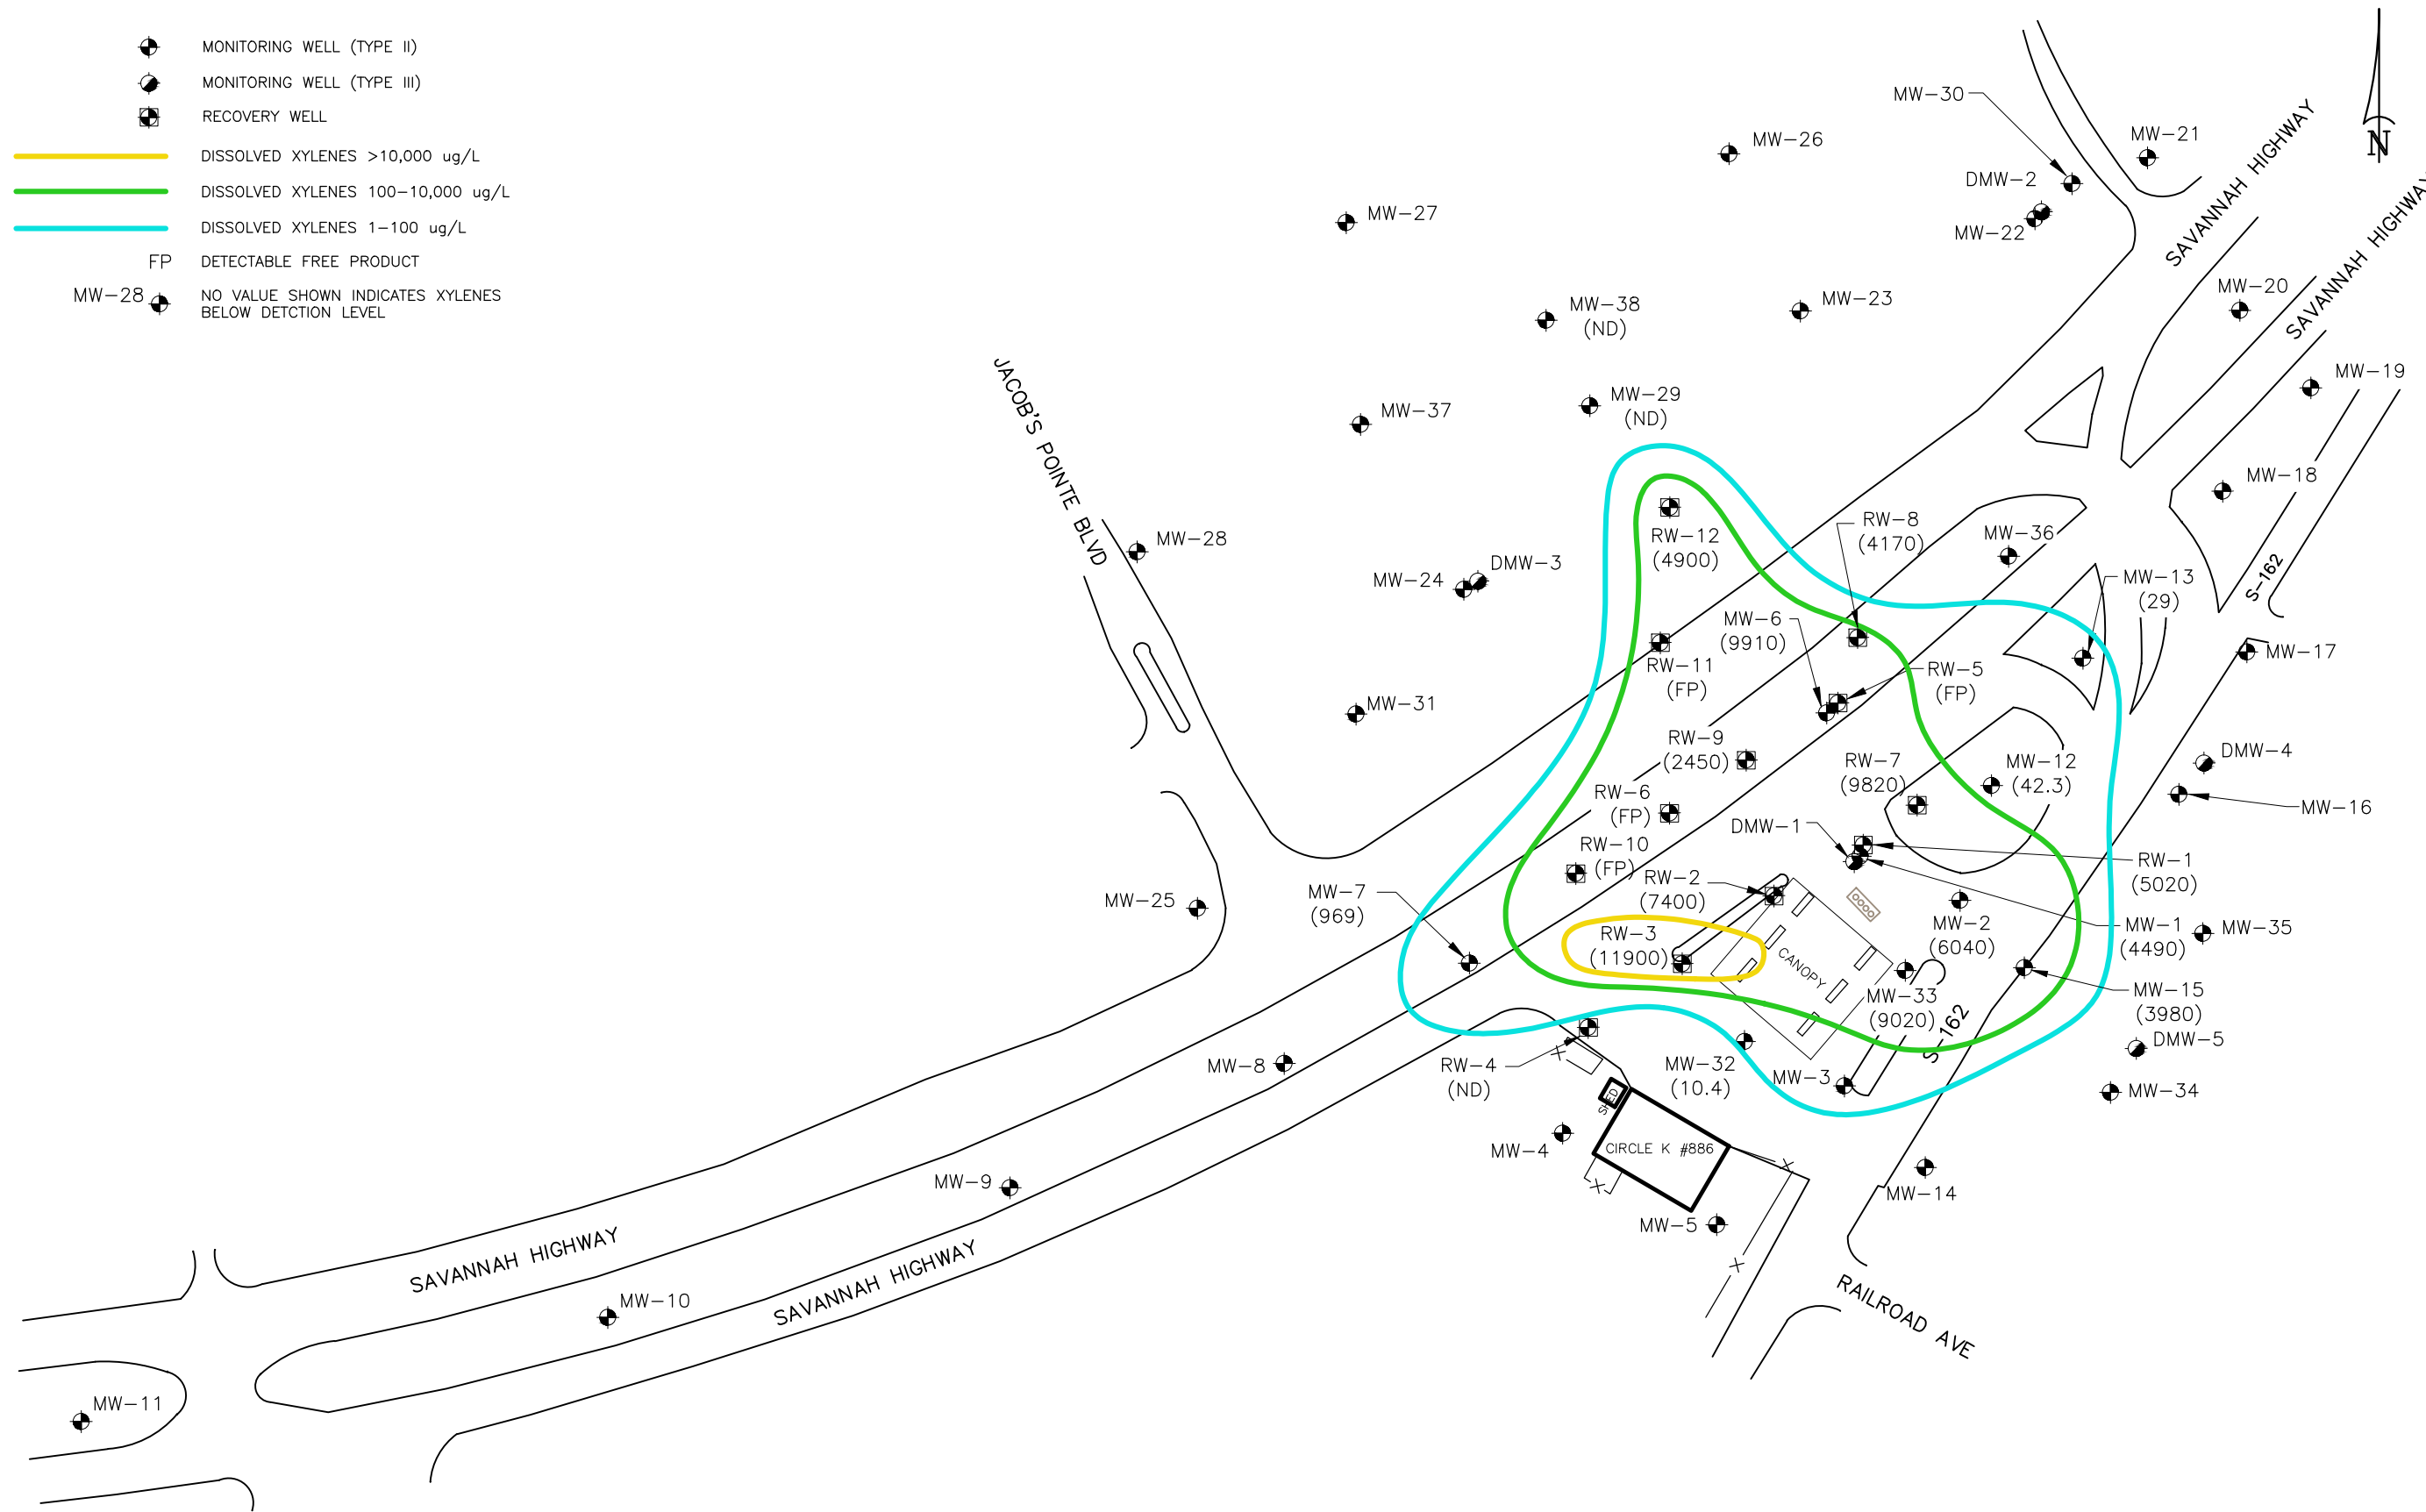 MONITORING WELL (TYPE II)
MONITORING WELL (TYPE III)
RECOVERY WELL
DISSOLVED XYLENES >10,000 ug/L
DISSOLVED XYLENES 100-10,000 ug/L
DISSOLVED XYLENES 1-100 ug/L
FP DETECTABLE FREE PRODUCT
MW-28 NO VALUE SHOWN INDICATES XYLENES
BELOW DETCTION LEVEL
N
MW-30
MW-26
MW-21
DMW-2
MW-27
MW-22
SAVANNAH HIGHWAY
SAVANNAH HIGHWAY
MW-20
MW-38
(ND)
MW-23
MW-19
MW-29
(ND)
MW-37
JACOB'S POINTE BLVD
MW-18
MW-28
RW-12
(4900)
RW-8
(4170)
MW-36
DMW-3
MW-24
MW-13
(29)
S-162
MW-6
(9910)
RW-11
(FP)
RW-5
(FP)
MW-17
MW-31
RW-9
(2450)
RW-7
(9820)
MW-12
(42.3)
DMW-4
MW-16
RW-6
(FP)
DMW-1
RW-10
(FP)
RW-1
(5020)
RW-2
(7400)
MW-7
(969)
MW-25
MW-2
(6040)
MW-1
(4490)
MW-35
RW-3
(11900)
CANOPY
MW-33
(9020)
MW-15
(3980)
S-162
DMW-5
MW-8
RW-4
(ND)
MW-32
(10.4)
MW-3
MW-34
SHED
MW-4
CIRCLE K #886
X
X
X
X
MW-14
MW-9
MW-5
SAVANNAH HIGHWAY
SAVANNAH HIGHWAY
MW-10
RAILROAD AVE
MW-11